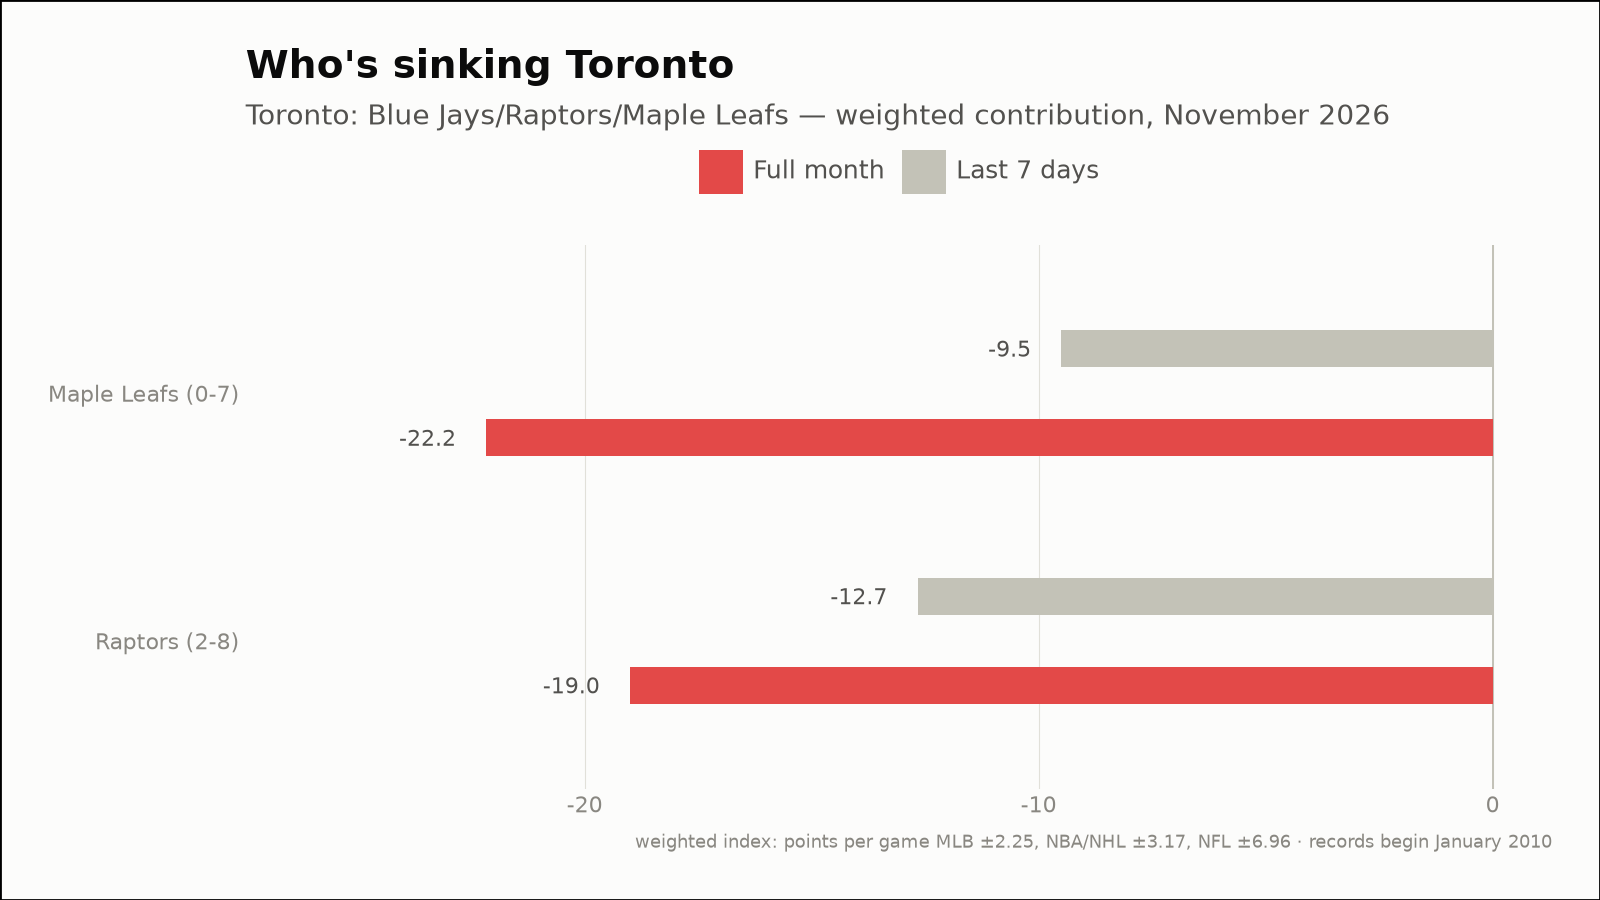 Who's sinking Toronto
Toronto: Blue Jays/Raptors/Maple Leafs — weighted contribution, November 2026
Full month
Last 7 days
-9.5
Maple Leafs (0-7)
-22.2
-12.7
Raptors (2-8)
-19.0
-20
-10
0
weighted index: points per game MLB ±2.25, NBA/NHL ±3.17, NFL ±6.96 · records begin January 2010